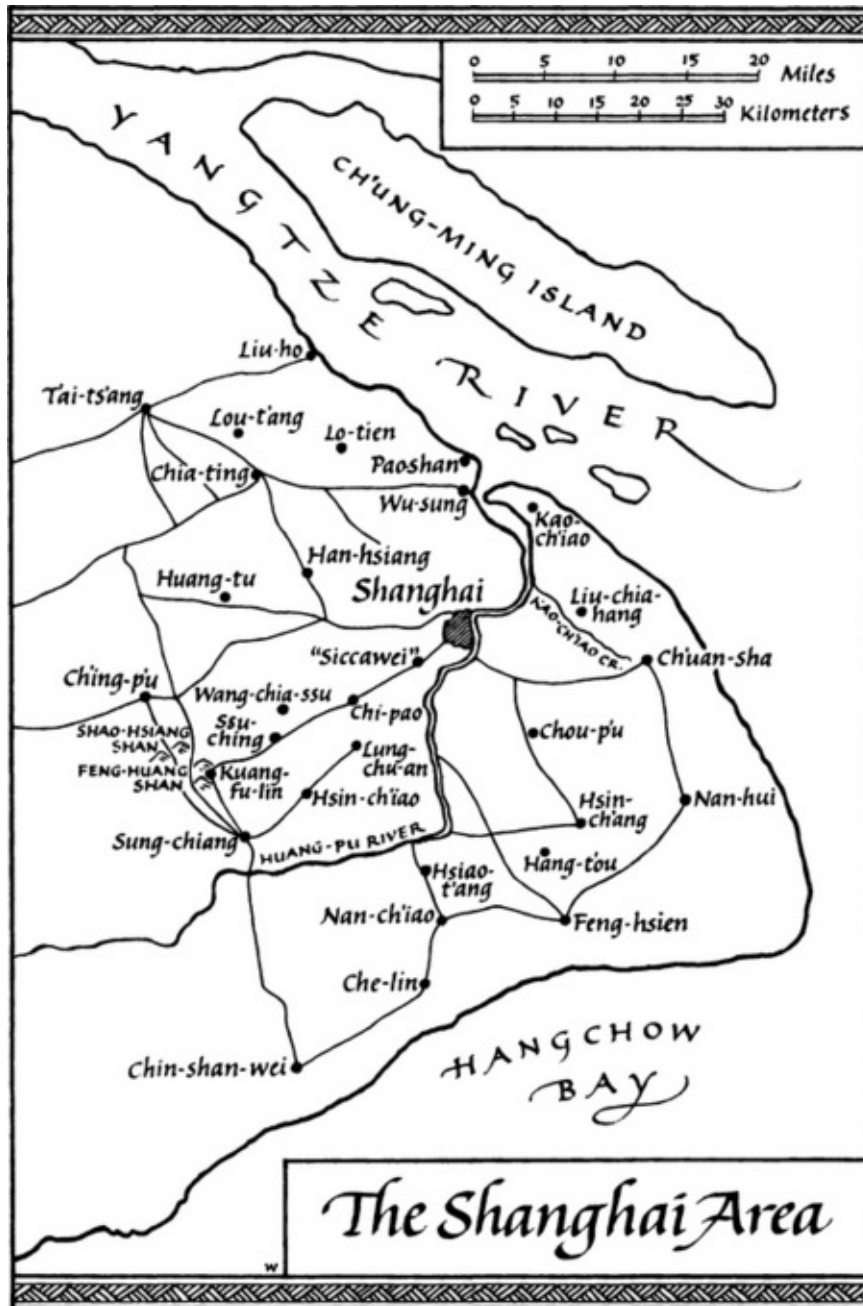 0 5 10 15 20 Miles
0 5 10 15 20 25 30 Kilometers
YANGTZE RIVER
CH'UNG-MING ISLAND
Liu-ho
Tai-ts'ang
Lou-t'ang
Lo-tien
Paoshan
Chia-ting
Wu-sung
Kao-
ch'iao
Han-hsiang
Huang-tu
Shanghai
Liu-chia-
hang
KAO-CH'IAO CR.
"Siccawei"
Ch'uan-sha
Ch'ing-p'u
Wang-chia-ssu
Chi-pao
SHAO-HSIANG
SHAN
Ssu-
ching
Chou-p'u
Lung-
chu-an
FENG-HUANG
SHAN
Kuang-
fu-lin
Hsin-ch'iao
Hsin-
ch'ang
Nan-hui
Sung-chiang
HUANG-PU RIVER
Hang-t'ou
Hsiao-
t'ang
Nan-ch'iao
Feng-hsien
Che-lin
HANGCHOW
BAY
Chin-shan-wei
The Shanghai Area
W